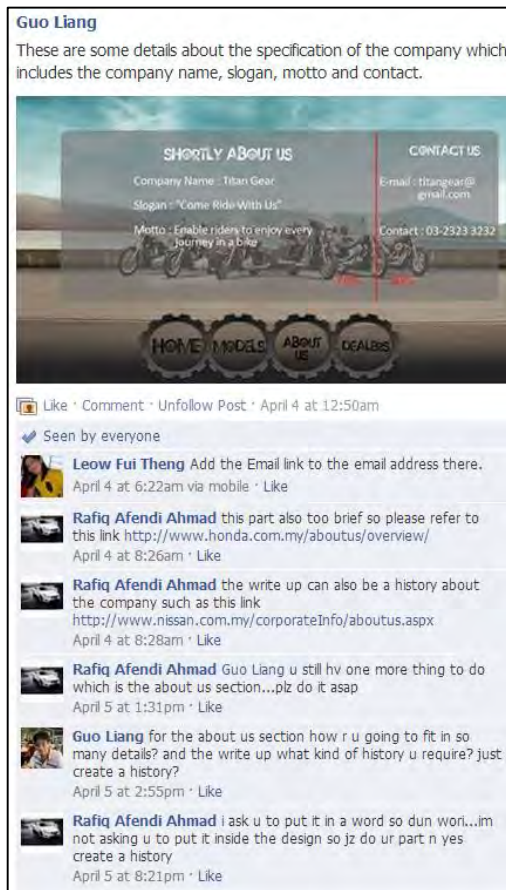 Guo Liang
These are some details about the specification of the company which
includes the company name, slogan, motto and contact.
SHORTLY ABOUT US
Company Name : Titan Gear
Slogan : "Come Ride With Us"
Motto : Enable riders to enjoy every
journey in a bike
CONTACT US
E-mail : titangear@
gmail.com
Contact : 03-2323 3232
HOME
MODELS
ABOUT
US
DEALERS
Like · Comment · Unfollow Post · April 4 at 12:50am
Seen by everyone
Leow Fui Theng Add the Email link to the email address there.
April 4 at 6:22am via mobile · Like
Rafiq Afendi Ahmad this part also too brief so please refer to
this link http://www.honda.com.my/aboutus/overview/
April 4 at 8:26am · Like
Rafiq Afendi Ahmad the write up can also be a history about
the company such as this link
http://www.nissan.com.my/corporateInfo/aboutus.aspx
April 4 at 8:28am · Like
Rafiq Afendi Ahmad Guo Liang u still hv one more thing to do
which is the about us section...plz do it asap
April 5 at 1:31pm · Like
Guo Liang for the about us section how r u going to fit in so
many details? and the write up what kind of history u require? just
create a history?
April 5 at 2:55pm · Like
Rafiq Afendi Ahmad i ask u to put it in a word so dun wori...im
not asking u to put it inside the design so jz do ur part n yes
create a history
April 5 at 8:21pm · Like